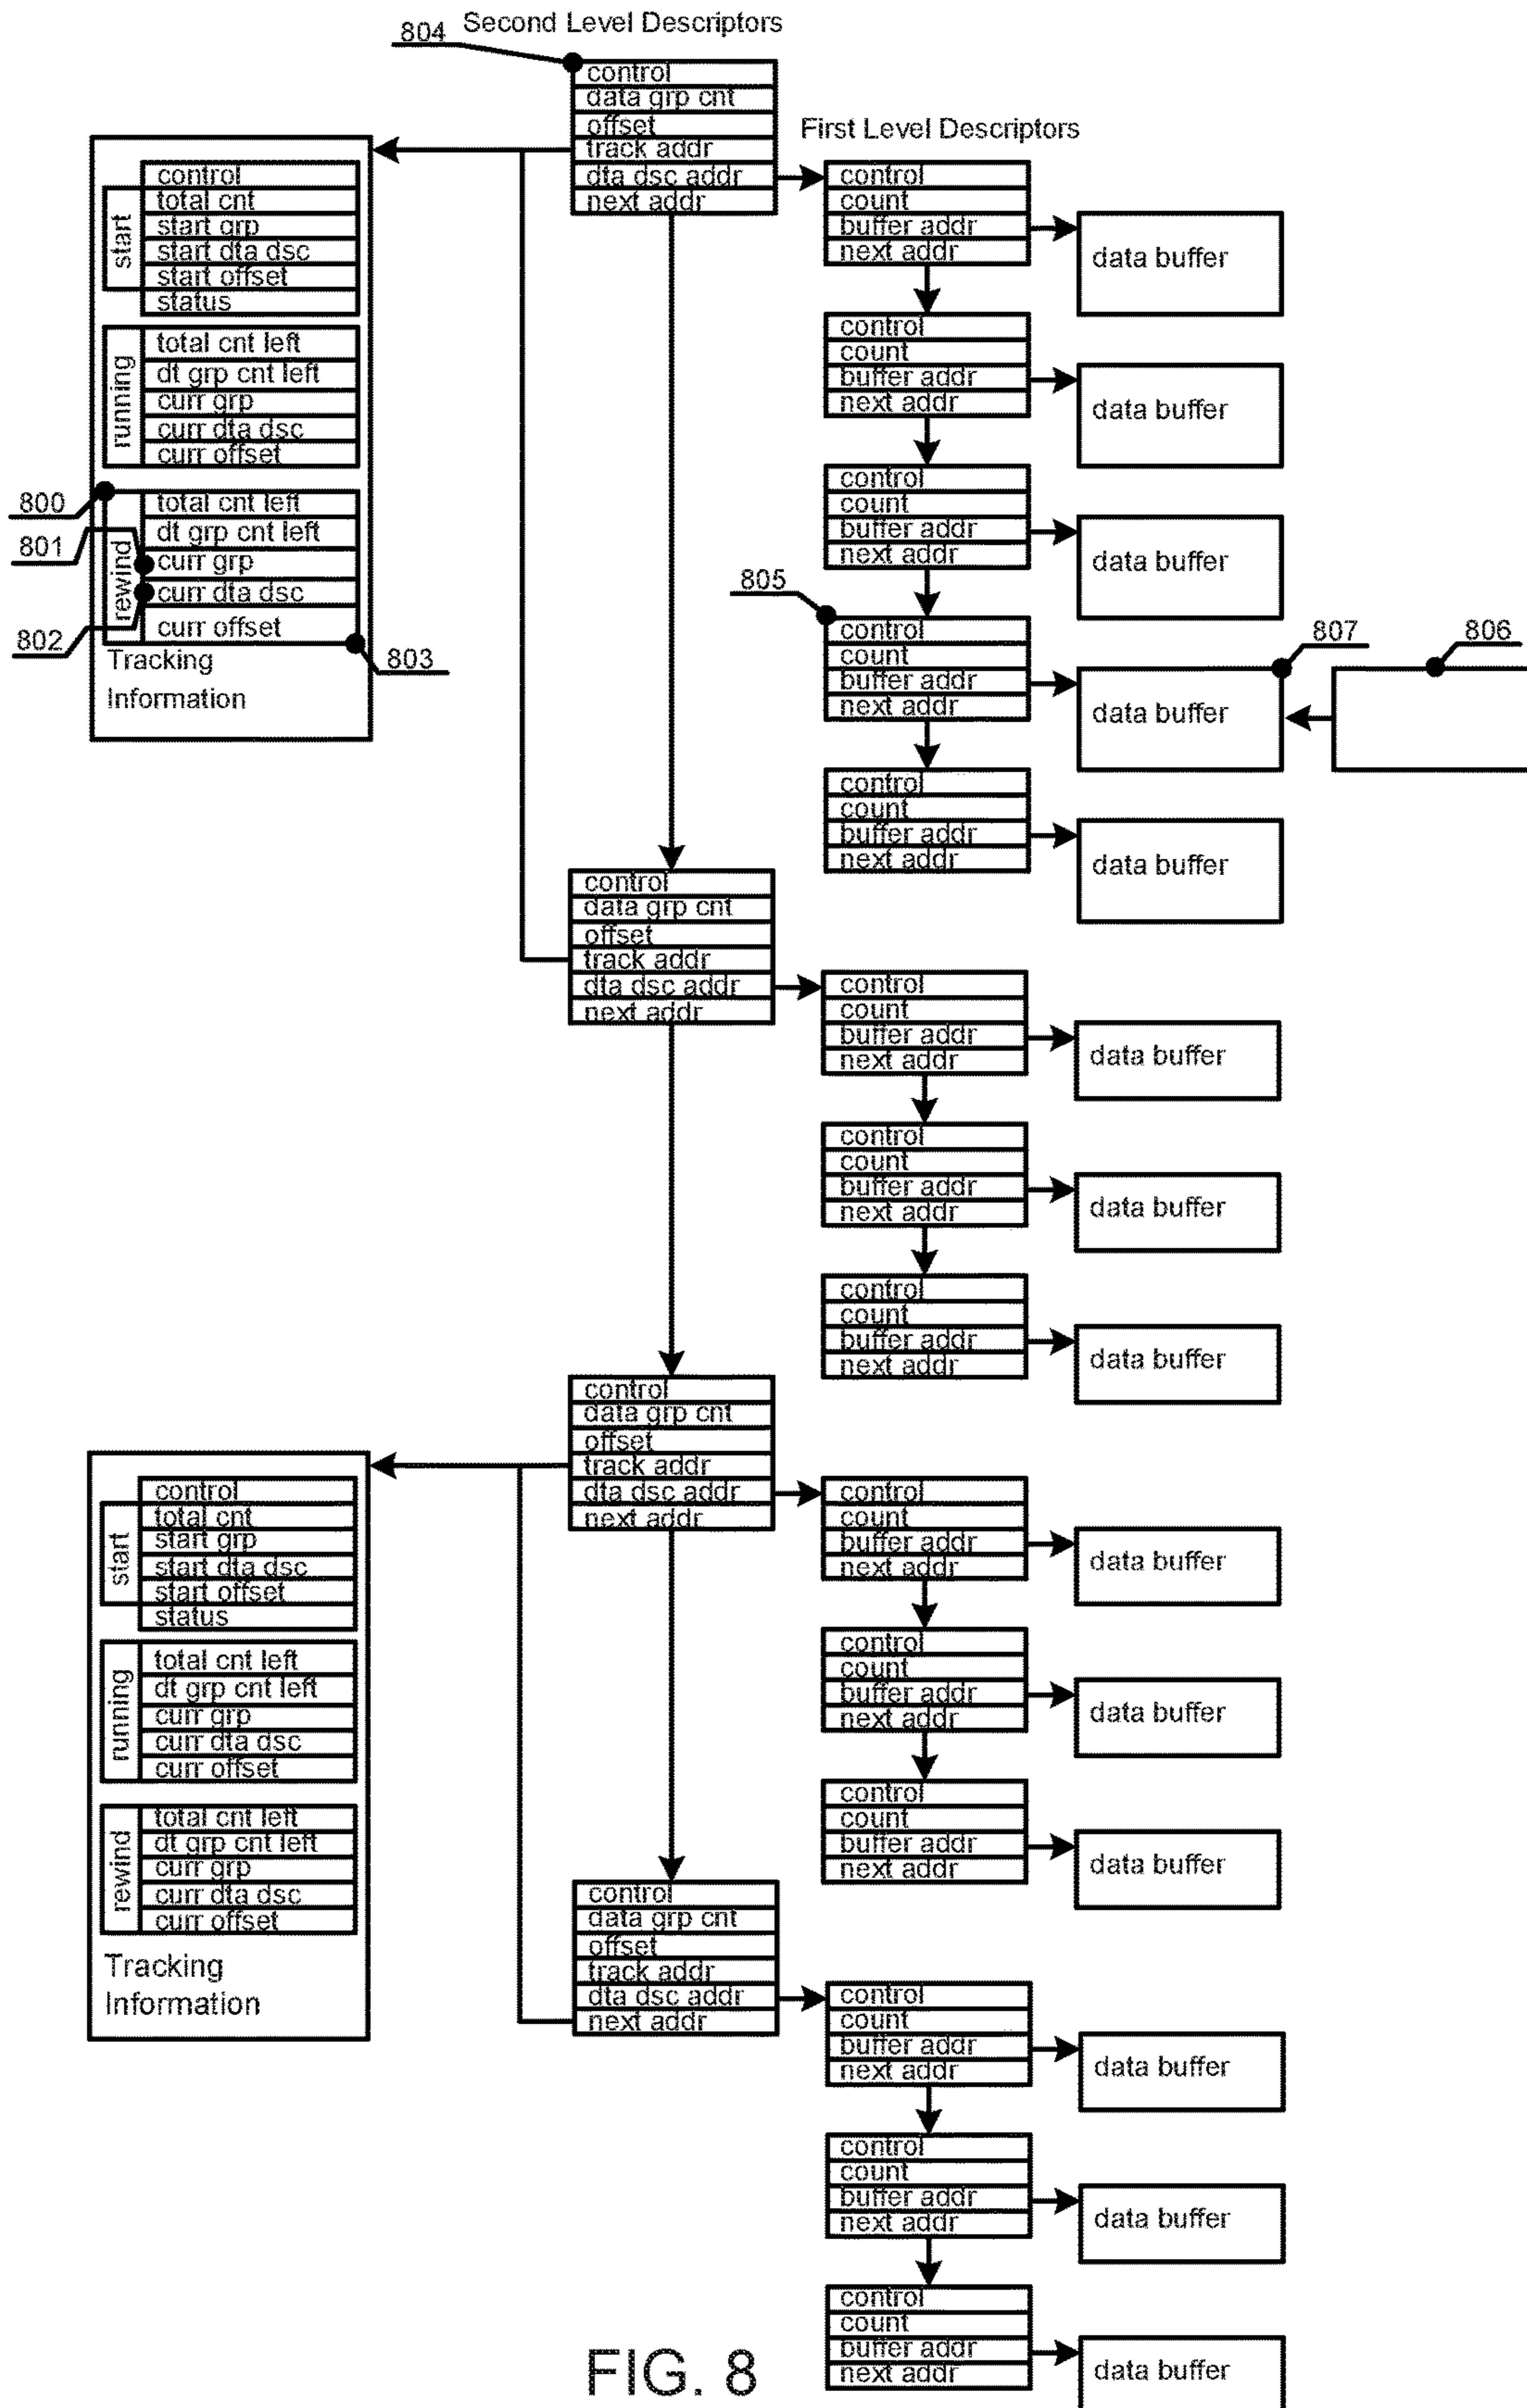 804
Second Level Descriptors
control
data grp cnt
offset
track addr
dta dsc addr
next addr
First Level Descriptors
control
count
buffer addr
next addr
data buffer
control
count
buffer addr
next addr
data buffer
control
count
buffer addr
next addr
data buffer
805
control
count
buffer addr
next addr
data buffer
807
806
control
count
buffer addr
next addr
data buffer
start
control
total cnt
start grp
start dta dsc
start offset
status
running
total cnt left
dt grp cnt left
curr grp
curr dta dsc
curr offset
800
801
802
rewind
total cnt left
dt grp cnt left
curr grp
curr dta dsc
curr offset
803
Tracking
Information
control
data grp cnt
offset
track addr
dta dsc addr
next addr
control
count
buffer addr
next addr
data buffer
control
count
buffer addr
next addr
data buffer
control
count
buffer addr
next addr
data buffer
control
data grp cnt
offset
track addr
dta dsc addr
next addr
control
count
buffer addr
next addr
data buffer
control
count
buffer addr
next addr
data buffer
control
count
buffer addr
next addr
data buffer
start
control
total cnt
start grp
start dta dsc
start offset
status
running
total cnt left
dt grp cnt left
curr grp
curr dta dsc
curr offset
rewind
total cnt left
dt grp cnt left
curr grp
curr dta dsc
curr offset
Tracking
Information
control
data grp cnt
offset
track addr
dta dsc addr
next addr
control
count
buffer addr
next addr
data buffer
control
count
buffer addr
next addr
data buffer
control
count
buffer addr
next addr
data buffer
FIG. 8